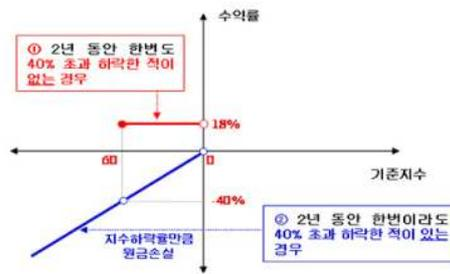 수익률
① 2년 동안 한번도
40% 초과 하락한 적이
없는 경우
18%
60
0
기준지수
-40%
지수하락률만큼
원금손실
② 2년 동안 한번이라도
40% 초과 하락한 적이 있는
경우